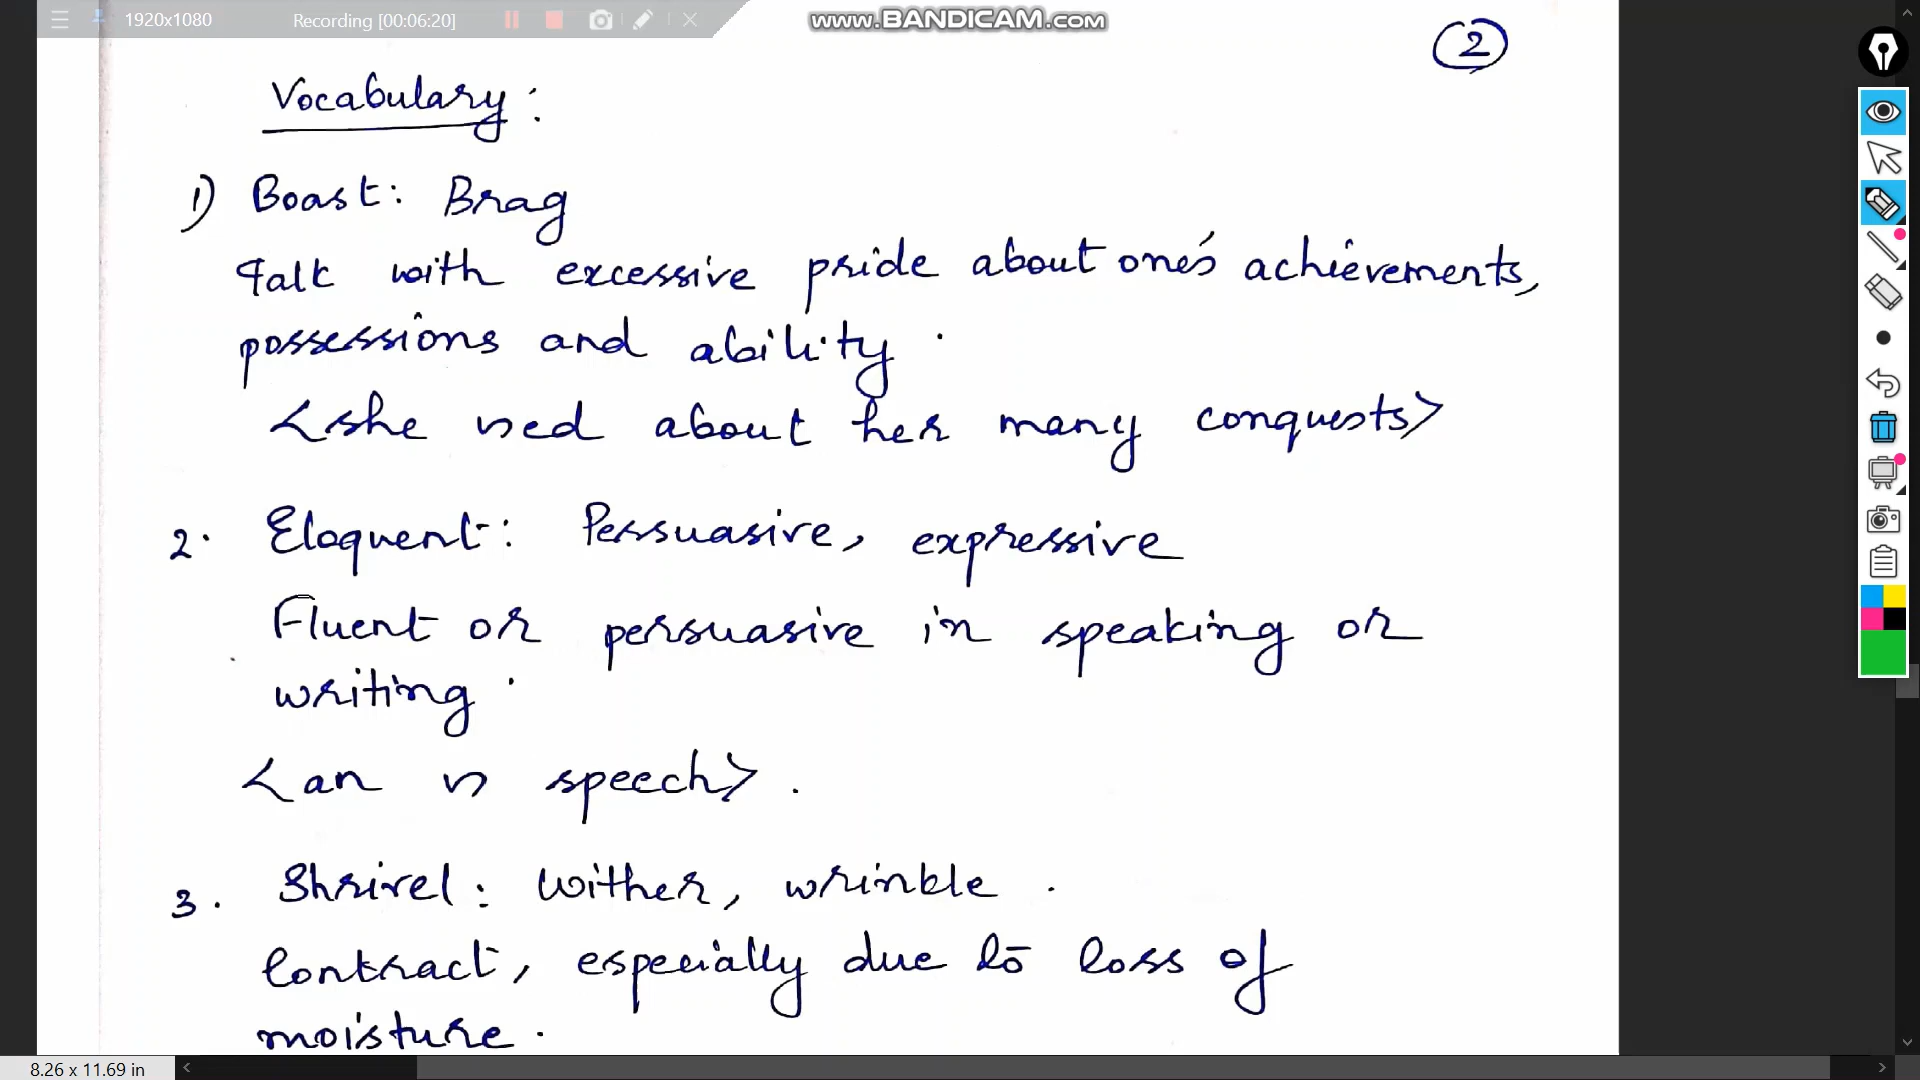 1920x1080
Recording [00:06:20]
www.BANDICAM.com
2
Vocabulary:
1) Boast: Brag
Talk with excessive pride about one's achievements,
possessions and ability.
<she ~ed about her many conquests>
2. Eloquent: Persuasive, expressive
Fluent or persuasive in speaking or
writing.
<an ~ speech>.
3. Shrivel: Wither, wrinkle.
Contract, especially due to loss of
moisture.
8.26 x 11.69 in